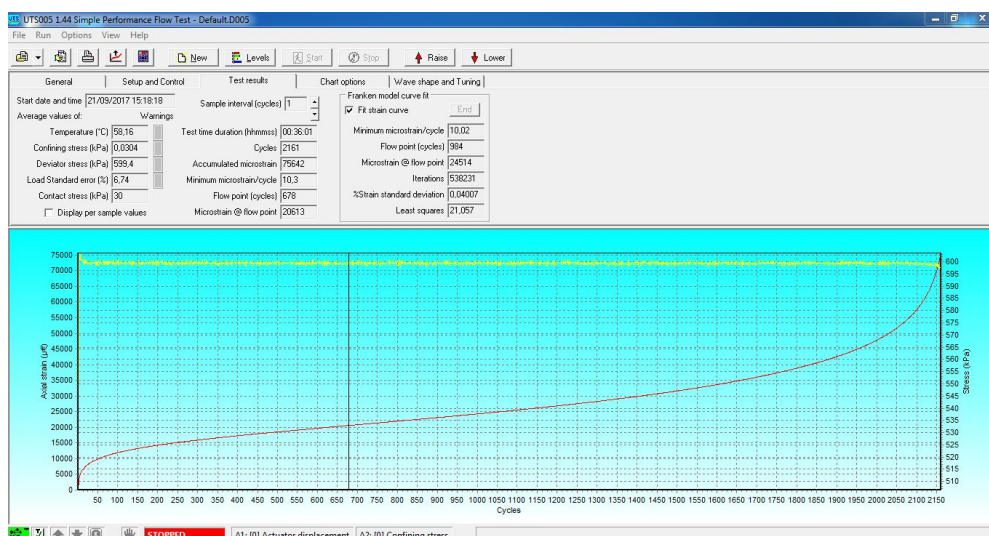 UTS005 1.44 Simple Performance Flow Test - Default.D005
File Run Options View Help
New Levels Start Stop Raise Lower
General Setup and Control Test results Chart options Wave shape and Tuning
Start date and time 21/09/2017 15:18:18
Average values of: Warnings
Temperature (°C) 58,16
Confining stress (kPa) 0,0304
Deviator stress (kPa) 599,4
Load Standard error (%) 6,74
Contact stress (kPa) 30
Display per sample values
Sample interval (cycles) 1
Test time duration (hhmmss) 00:36:01
Cycles 2161
Accumulated microstrain 75642
Minimum microstrain/cycle 10,3
Flow point (cycles) 678
Microstrain @ flow point 20613
Franken model curve fit
Fit strain curve End
Minimum microstrain/cycle 10,02
Flow point (cycles) 984
Microstrain @ flow point 24514
Iterations 538231
%Strain standard deviation 0,04007
Least squares 21,057
Axial strain (µε)
75000
70000
65000
60000
55000
50000
45000
40000
35000
30000
25000
20000
15000
10000
5000
0
50 100 150 200 250 300 350 400 450 500 550 600 650 700 750 800 850 900 950 1000 1050 1100 1150 1200 1250 1300 1350 1400 1450 1500 1550 1600 1650 1700 1750 1800 1850 1900 1950 2000 2050 2100 2150
Cycles
600
595
590
585
580
575
570
565
560
555
550
545
540
535
530
525
520
515
510
Stress (kPa)
STOPPED A1: [0] Actuator displacement A2: [0] Confining stress